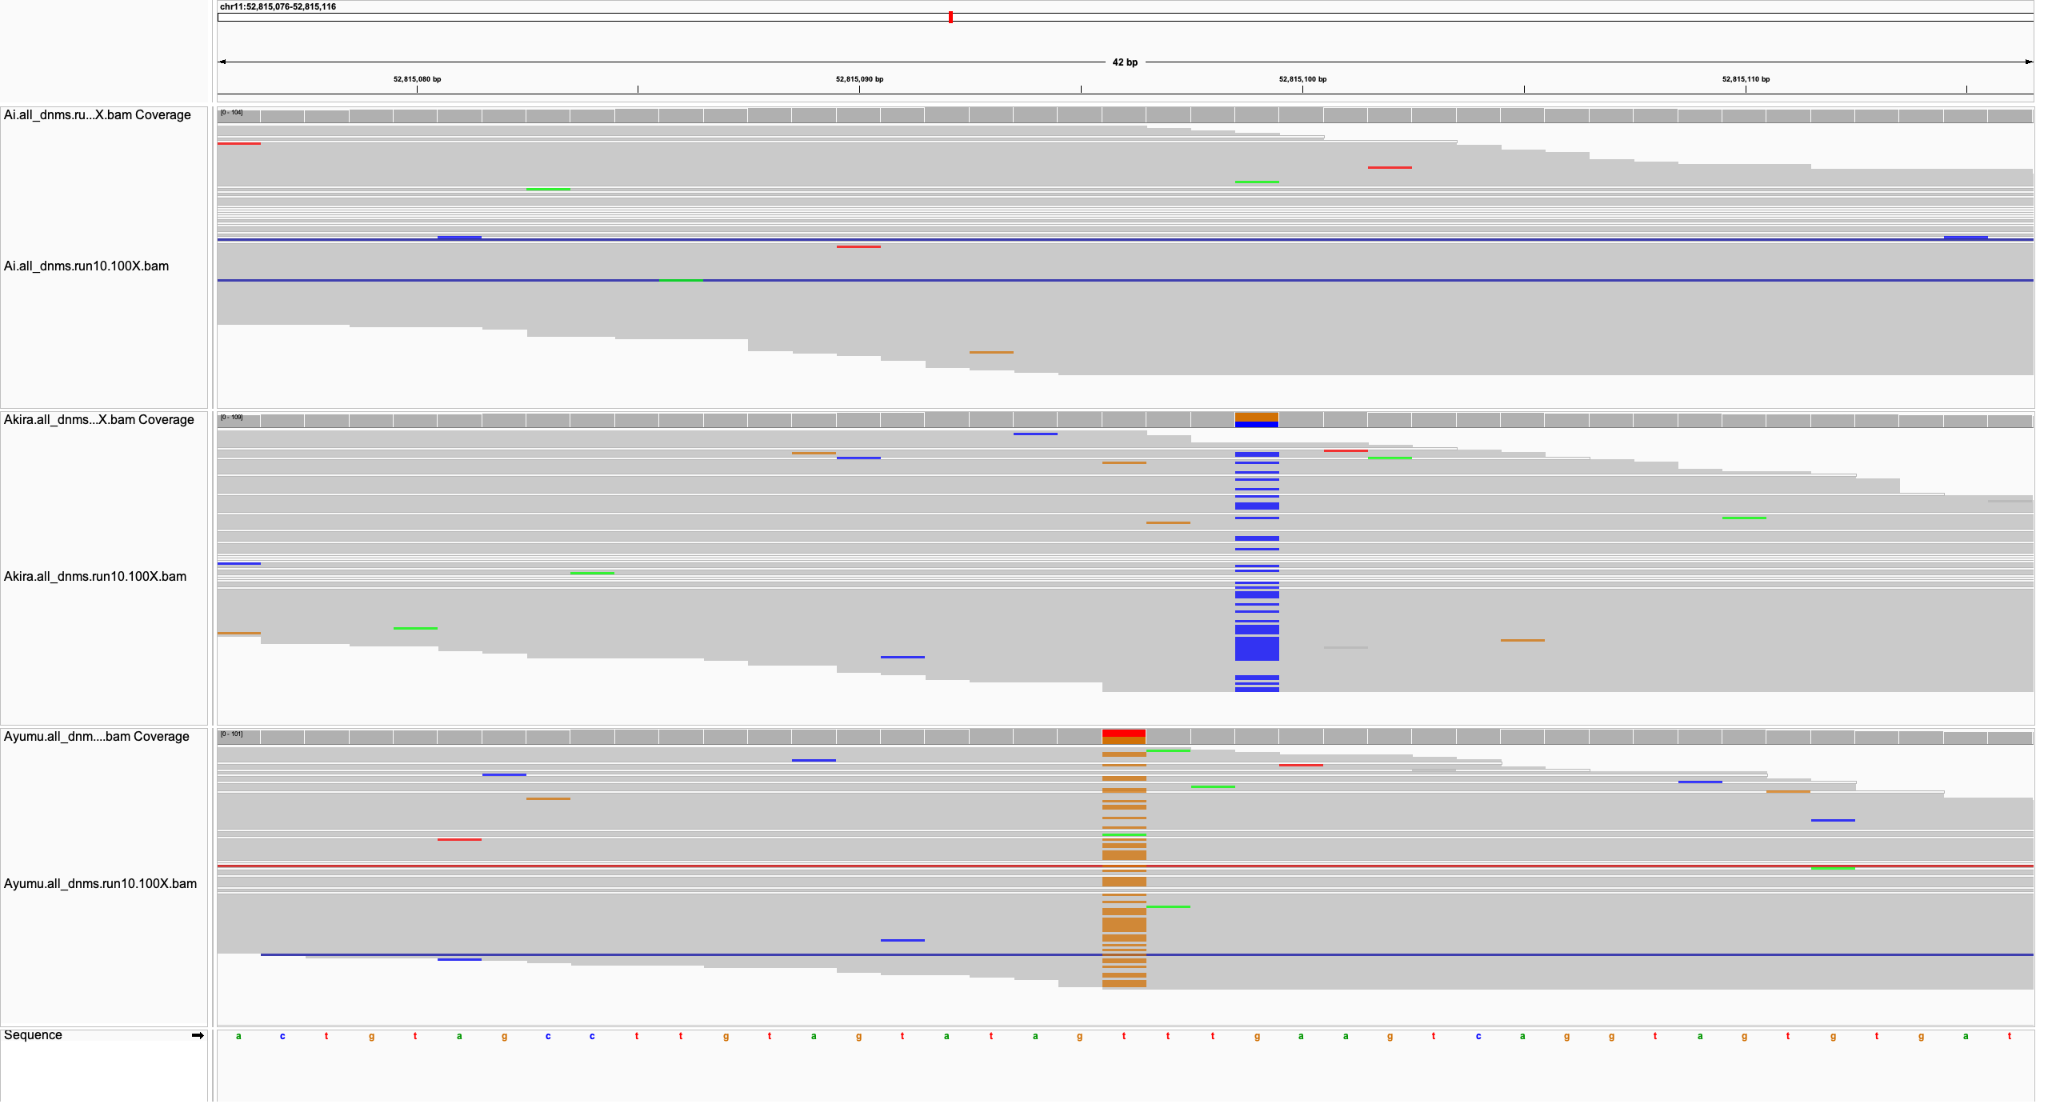 chr11:52,815,076-52,815,116
42 bp
52,815,080 bp 52,815,090 bp 52,815,100 bp 52,815,110 bp
Ai.all_dnms.ru...X.bam Coverage
[0 - 104]
Ai.all_dnms.run10.100X.bam
Akira.all_dnms...X.bam Coverage
[0 - 109]
Akira.all_dnms.run10.100X.bam
Ayumu.all_dnm....bam Coverage
[0 - 101]
Ayumu.all_dnms.run10.100X.bam
Sequence a c t g t a g c c t t g t a g t a t a g t t t g a a g t c a g g t a g t g t g a t